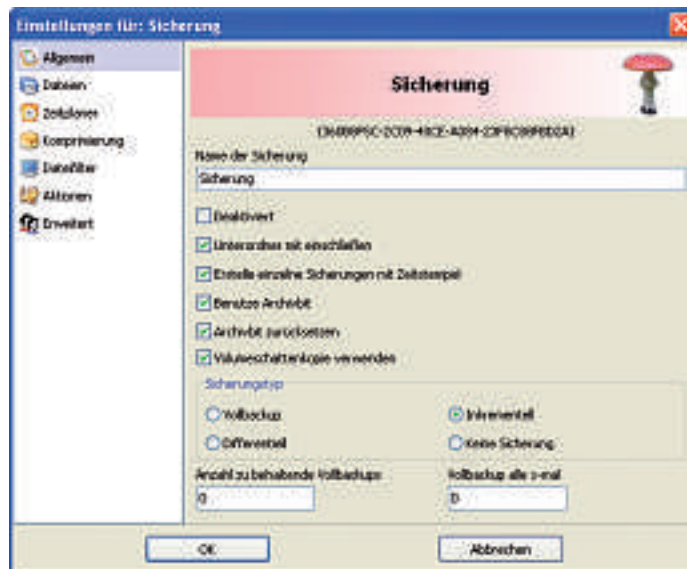 Einstellungen für: Sicherung
Allgemein
Dateien
Zeitplaner
Komprimierung
Dateifilter
Aktionen
Erweitert
Sicherung
Name der Sicherung
Sicherung
Deaktiviert
Unterordner mit einschließen
Erstelle einzelne Sicherungen mit Zeitstempel
Benutze Archivbit
Archivbit zurücksetzen
Volumeschattenkopie verwenden
Sicherungstyp
Vollbackup
Inkrementell
Differentiell
Keine Sicherung
Anzahl zu behaltende Vollbackups
Vollbackup alle x-mal
0
0
OK
Abbrechen